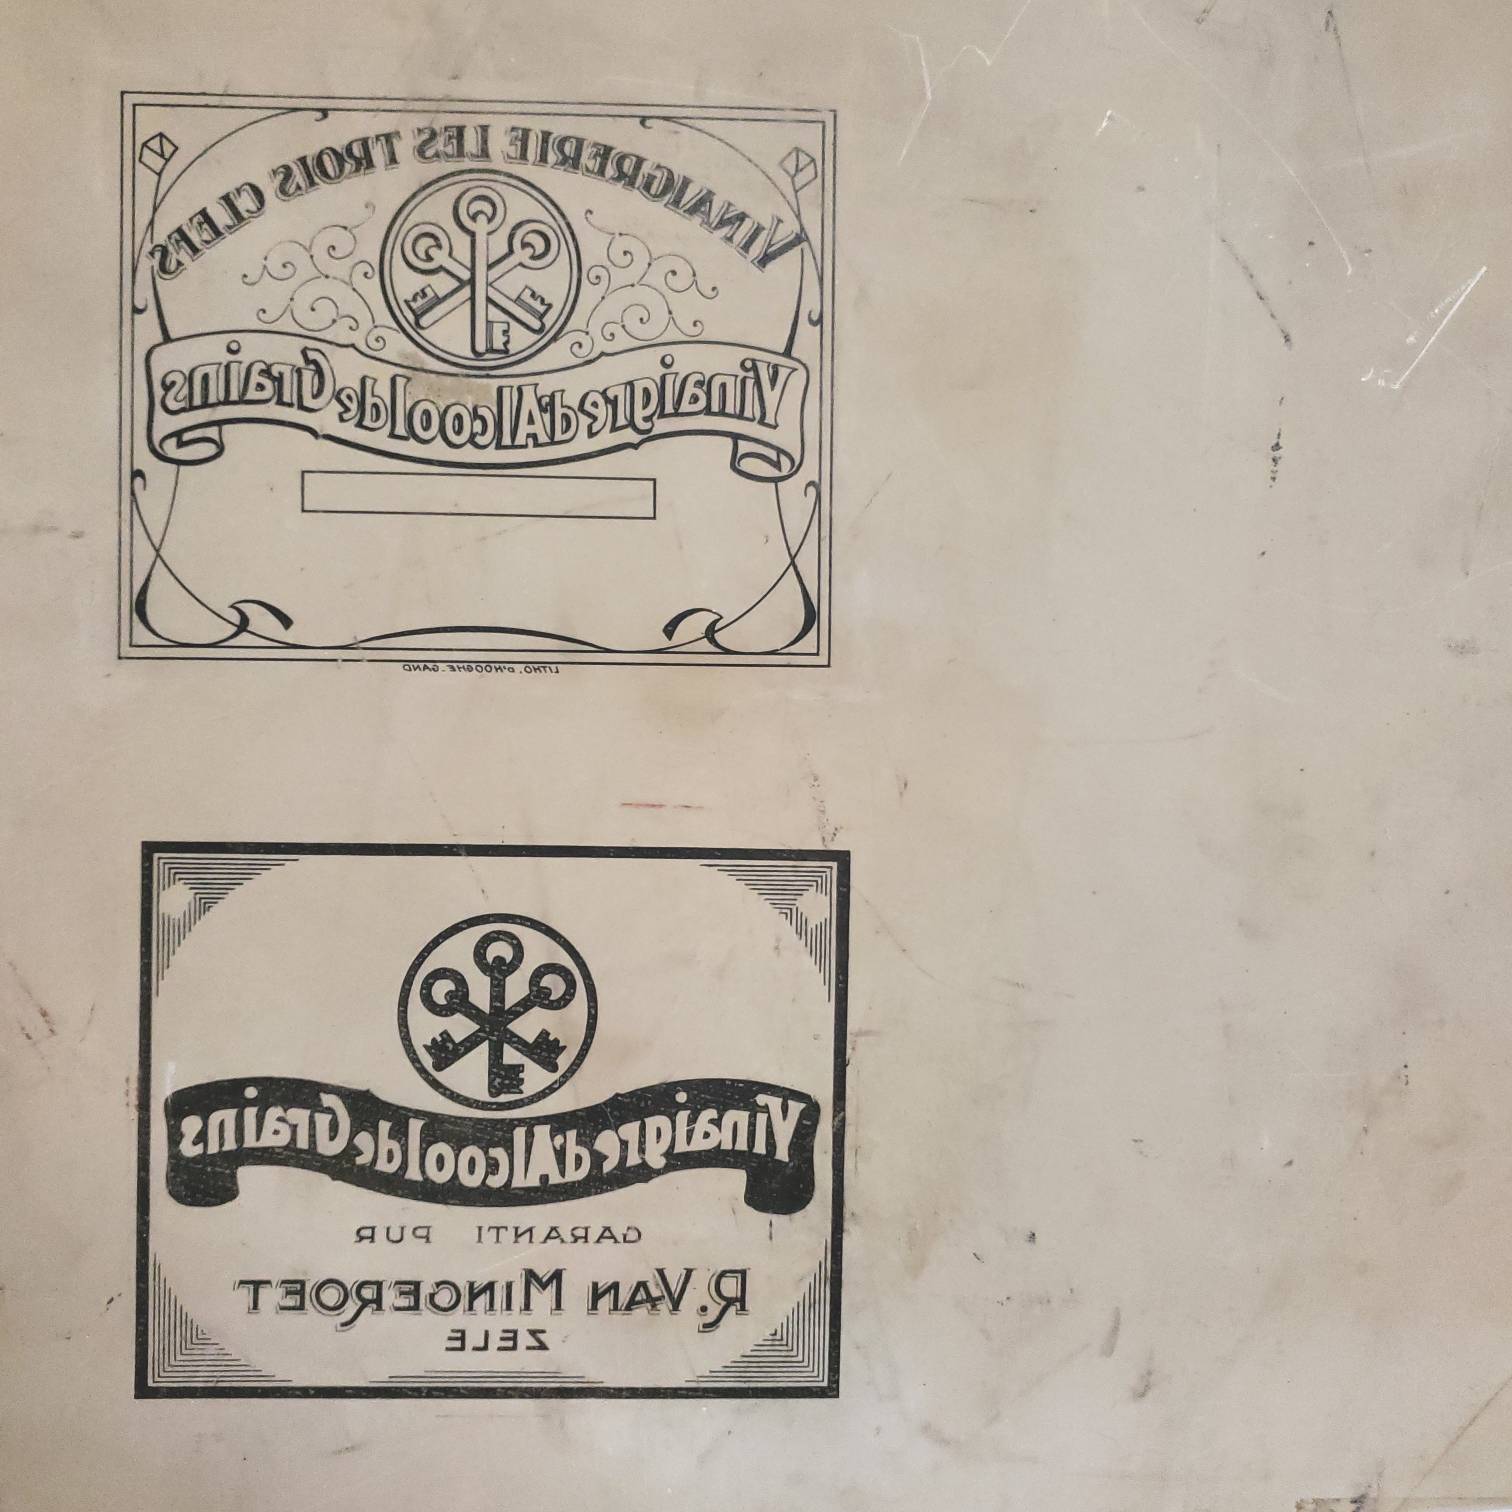 VINAIGRERIE LES TROIS CLEFS
Vinaigre d'Alcool de Grains
LITHO. D'HOOGHE-GAND
Vinaigre d'Alcool de Grains
GARANTI PUR
R. VAN MINGEROET
ZELE